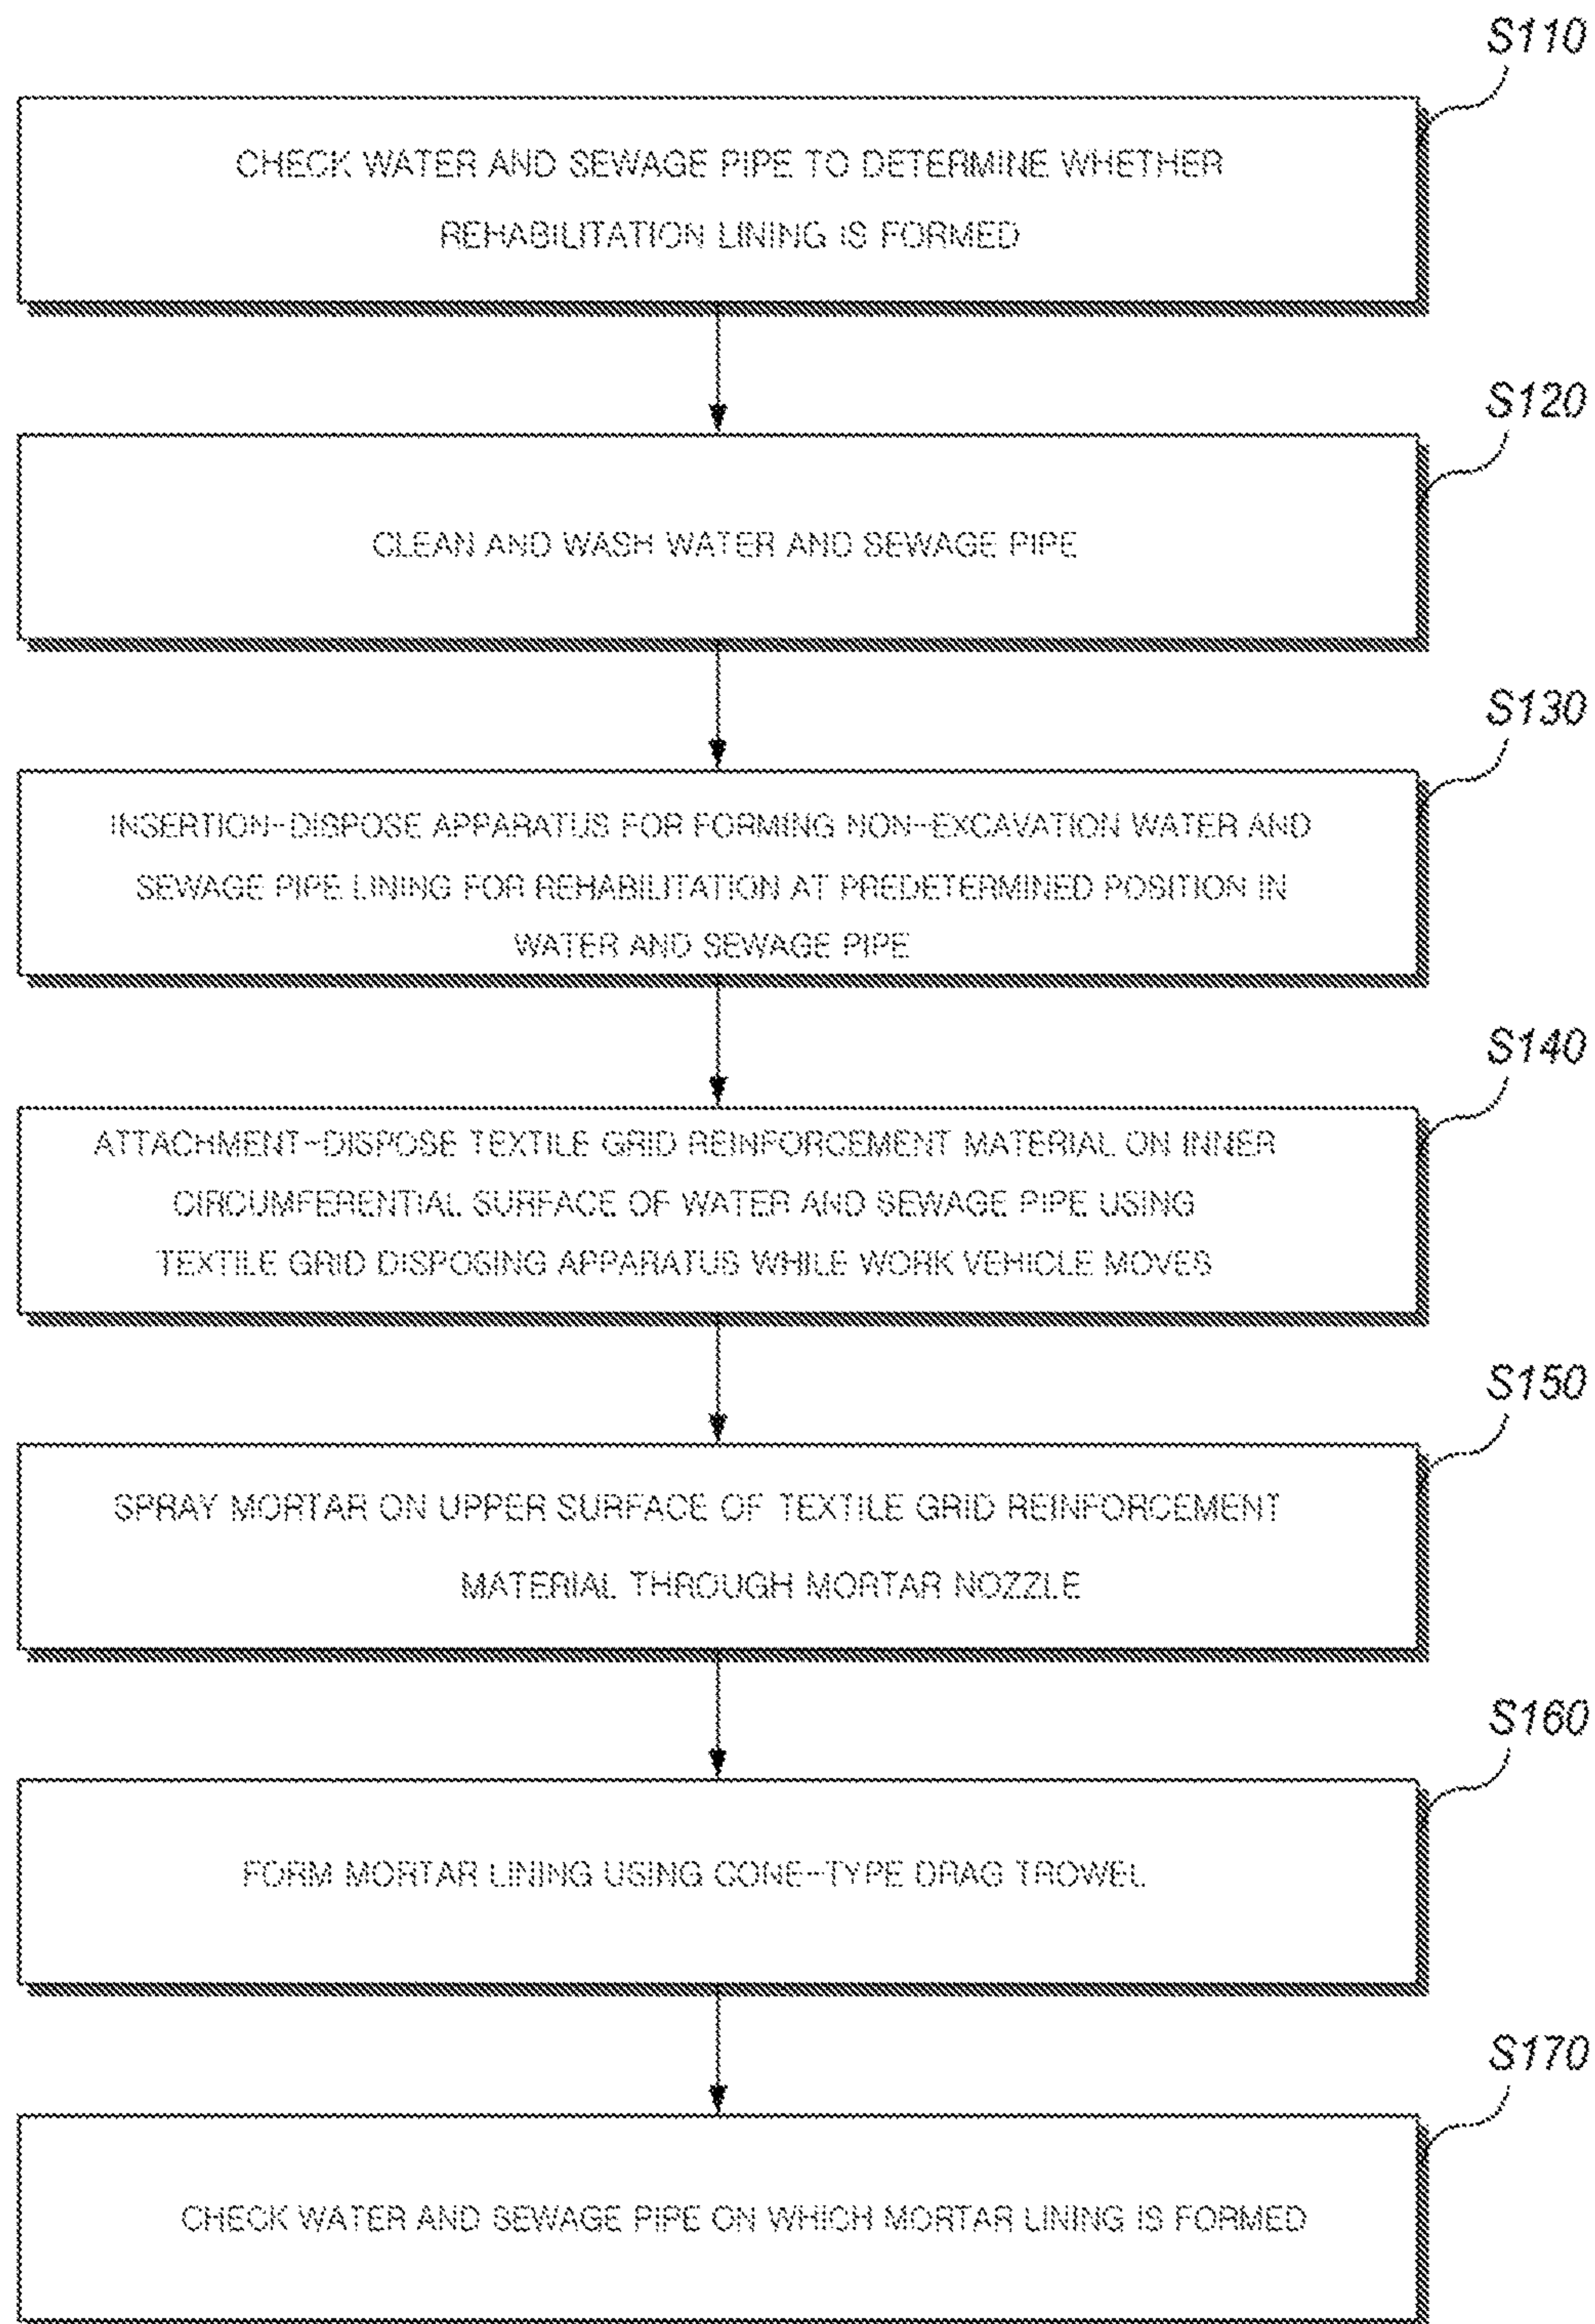 S110
CHECK WATER AND SEWAGE PIPE TO DETERMINE WHETHER
REHABILITATION LINING IS FORMED
S120
CLEAN AND WASH WATER AND SEWAGE PIPE
S130
INSERTION-DISPOSE APPARATUS FOR FORMING NON-EXCAVATION WATER AND
SEWAGE PIPE LINING FOR REHABILITATION AT PREDETERMINED POSITION IN
WATER AND SEWAGE PIPE
S140
ATTACHMENT-DISPOSE TEXTILE GRID REINFORCEMENT MATERIAL ON INNER
CIRCUMFERENTIAL SURFACE OF WATER AND SEWAGE PIPE USING
TEXTILE GRID DISPOSING APPARATUS WHILE WORK VEHICLE MOVES
S150
SPRAY MORTAR ON UPPER SURFACE OF TEXTILE GRID REINFORCEMENT
MATERIAL THROUGH MORTAR NOZZLE
S160
FORM MORTAR LINING USING CONE-TYPE DRAG TROWEL
S170
CHECK WATER AND SEWAGE PIPE ON WHICH MORTAR LINING IS FORMED